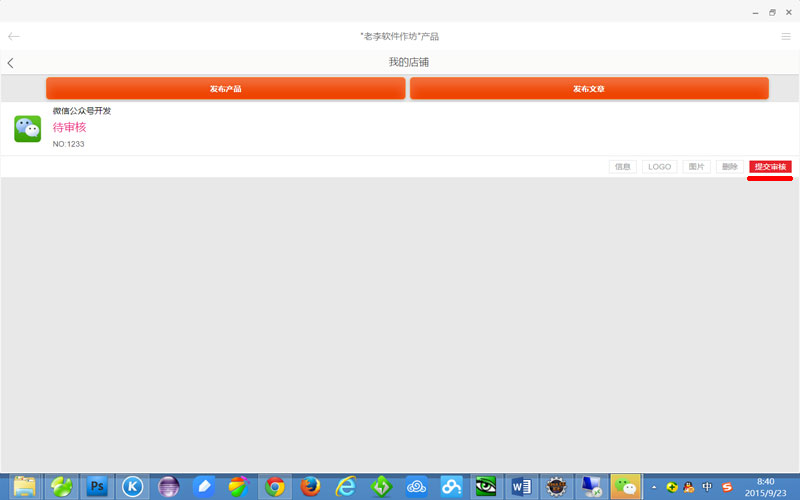 "老李软件作坊"产品
我的店铺
发布产品 发布文章
微信公众号开发
待审核
NO:1233
信息 LOGO 图片 删除 提交审核
Ps K W 中 S
8:40
2015/9/23